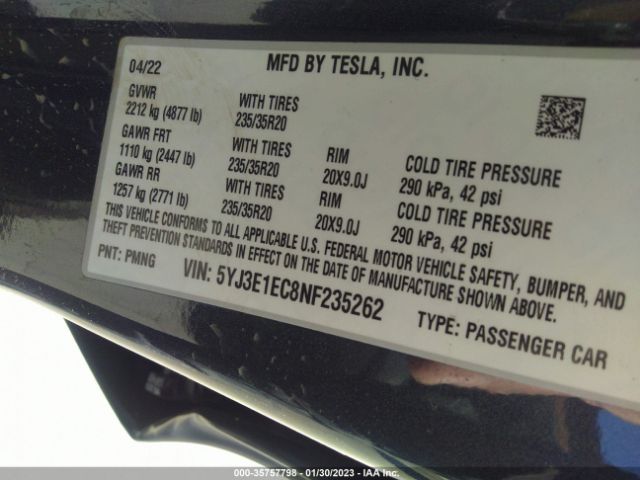 04/22 MFD BY TESLA, INC.
GVWR WITH TIRES
2212 kg (4877 lb) 235/35R20
GAWR FRT WITH TIRES RIM COLD TIRE PRESSURE
1110 kg (2447 lb) 235/35R20 20X9.0J 290 kPa, 42 psi
GAWR RR WITH TIRES RIM COLD TIRE PRESSURE
1257 kg (2771 lb) 235/35R20 20X9.0J 290 kPa, 42 psi
THIS VEHICLE CONFORMS TO ALL APPLICABLE U.S. FEDERAL MOTOR VEHICLE SAFETY, BUMPER, AND
THEFT PREVENTION STANDARDS IN EFFECT ON THE DATE OF MANUFACTURE SHOWN ABOVE.
PNT: PMNG VIN: 5YJ3E1EC8NF235262 TYPE: PASSENGER CAR
000-35757798 - 01/30/2023 - IAA Inc.